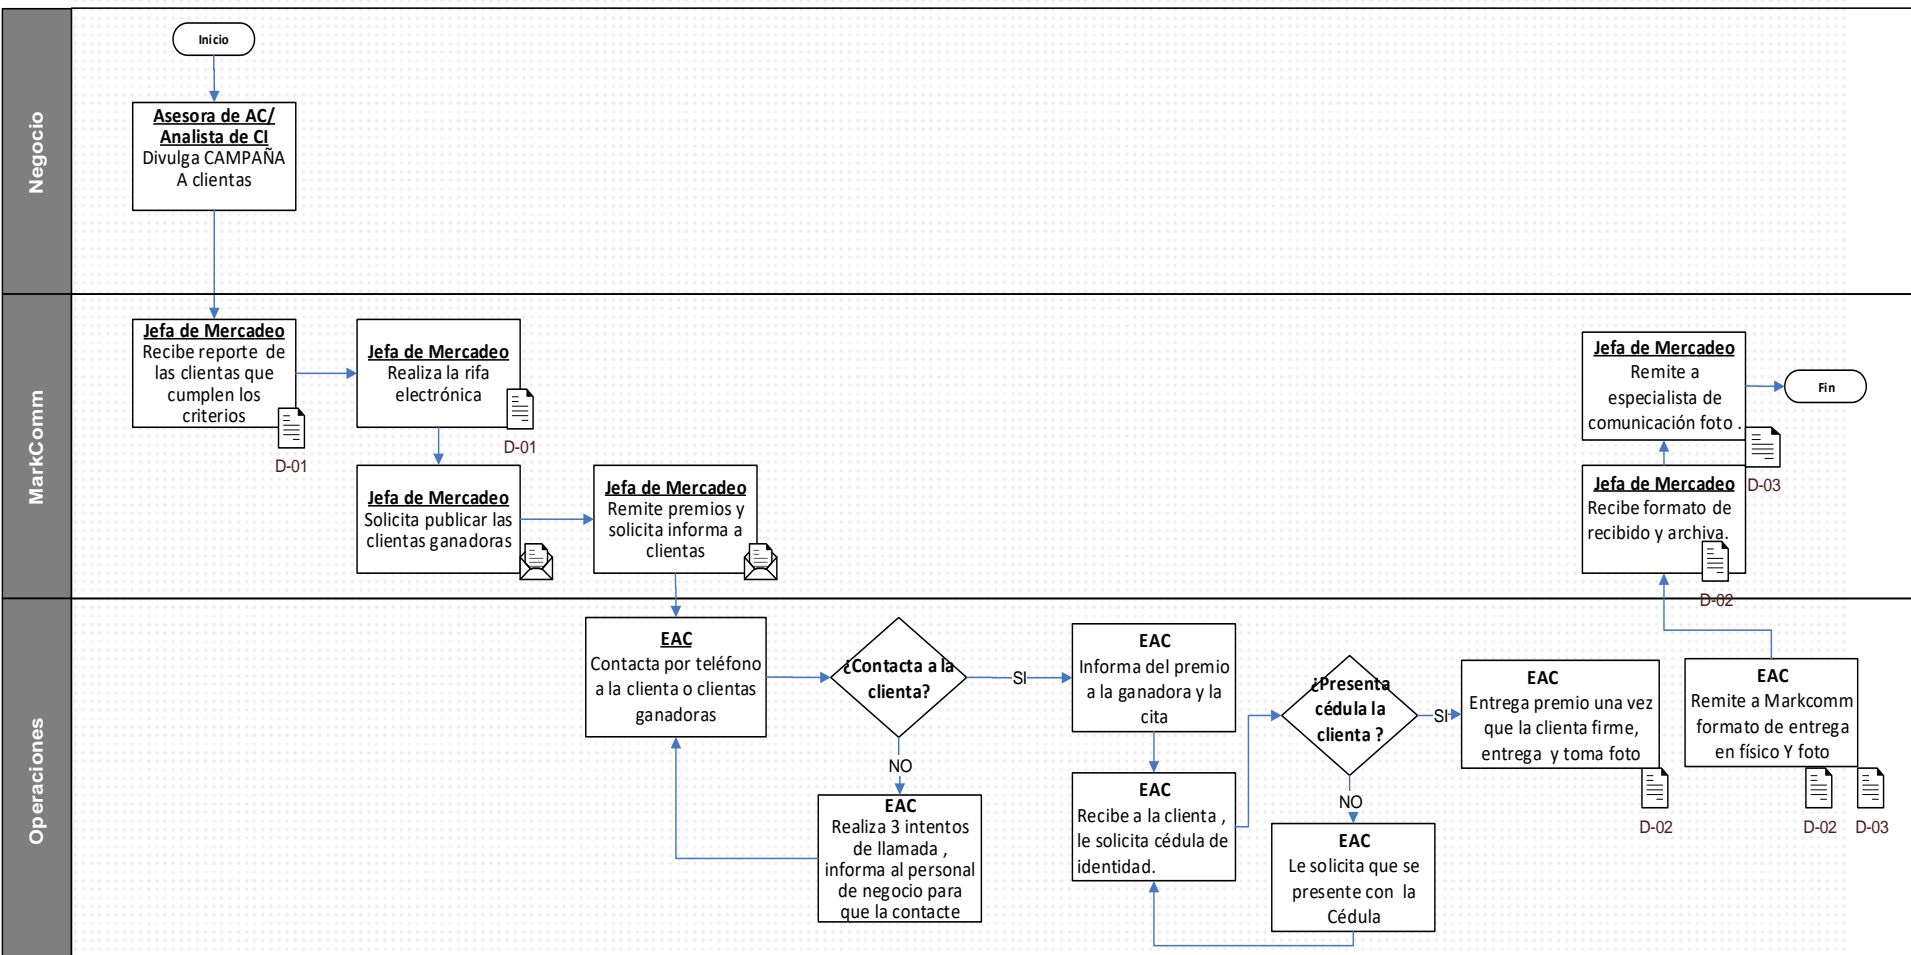 Negocio
Inicio
Asesora de AC/
Analista de CI
Divulga CAMPAÑA
A clientas
MarkComm
Jefa de Mercadeo
Recibe reporte de
las clientas que
cumplen los
criterios
D-01
Jefa de Mercadeo
Realiza la rifa
electrónica
D-01
Jefa de Mercadeo
Solicita publicar las
clientas ganadoras
Jefa de Mercadeo
Remite premios y
solicita informa a
clientas
Jefa de Mercadeo
Remite a
especialista de
comunicación foto .
D-03
Fin
Jefa de Mercadeo
Recibe formato de
recibido y archiva.
D-02
Operaciones
EAC
Contacta por teléfono
a la clienta o clientas
ganadoras
¿Contacta a la
clienta?
SI
NO
EAC
Realiza 3 intentos
de llamada ,
informa al personal
de negocio para
que la contacte
EAC
Informa del premio
a la ganadora y la
cita
EAC
Recibe a la clienta ,
le solicita cédula de
identidad.
¿Presenta
cédula la
clienta ?
SI
NO
EAC
Le solicita que se
presente con la
Cédula
EAC
Entrega premio una vez
que la clienta firme,
entrega y toma foto
D-02
EAC
Remite a Markcomm
formato de entrega
en físico Y foto
D-02
D-03